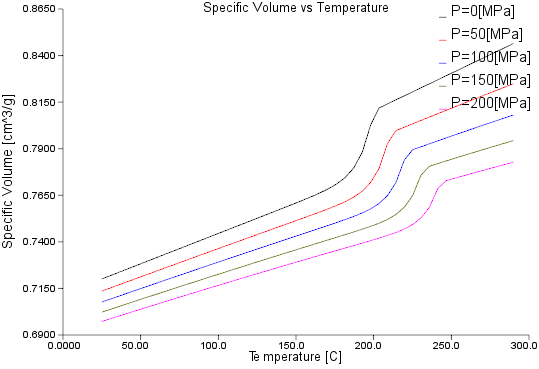 Specific Volume vs Temperature
P=0[MPa]
P=50[MPa]
P=100[MPa]
P=150[MPa]
P=200[MPa]
Specific Volume [cm^3/g]
0.8650
0.8400
0.8150
0.7900
0.7650
0.7400
0.7150
0.6900
0.0000 50.00 100.0 150.0 200.0 250.0 300.0
Temperature [C]